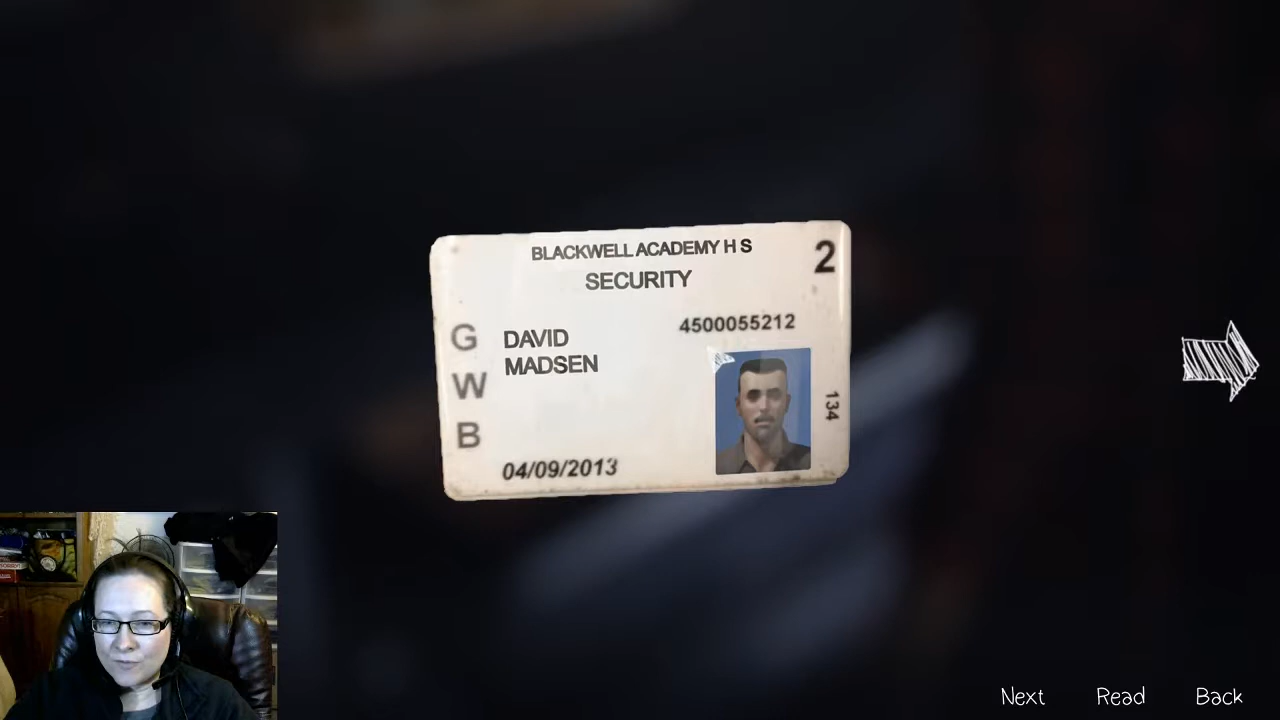 BLACKWELL ACADEMY H S
2
SECURITY
4500055212
G
DAVID
MADSEN
W
B
134
04/09/2013
Next
Read
Back